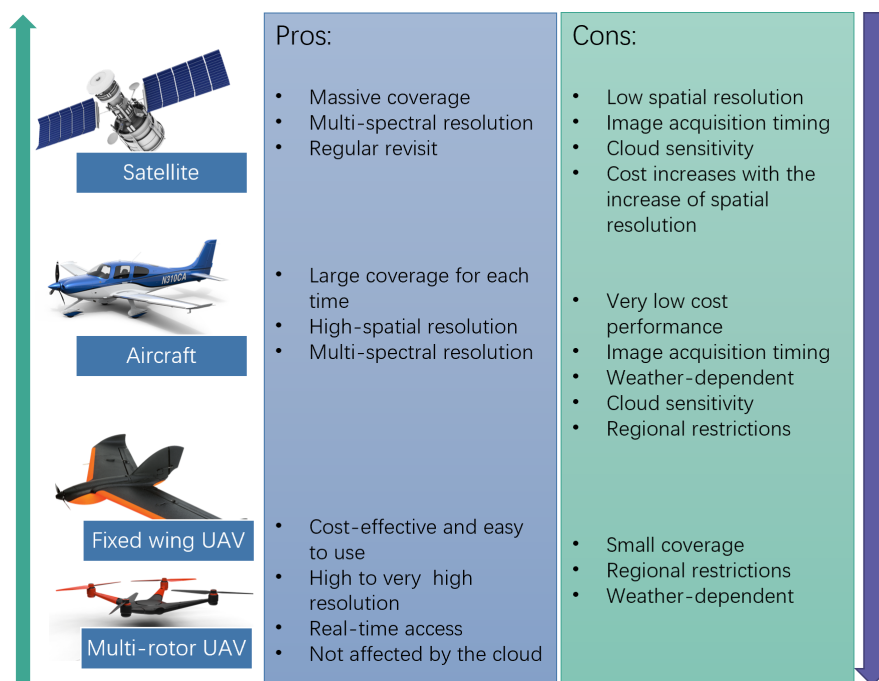 Pros:
• Massive coverage
• Multi-spectral resolution
• Regular revisit
Cons:
• Low spatial resolution
• Image acquisition timing
• Cloud sensitivity
• Cost increases with the
increase of spatial
resolution
Satellite
• Large coverage for each
time
• High-spatial resolution
• Multi-spectral resolution
• Very low cost
performance
• Image acquisition timing
• Weather-dependent
• Cloud sensitivity
• Regional restrictions
N310CA
Aircraft
Fixed wing UAV
Multi-rotor UAV
• Cost-effective and easy
to use
• High to very  high
resolution
• Real-time access
• Not affected by the cloud
• Small coverage
• Regional restrictions
• Weather-dependent